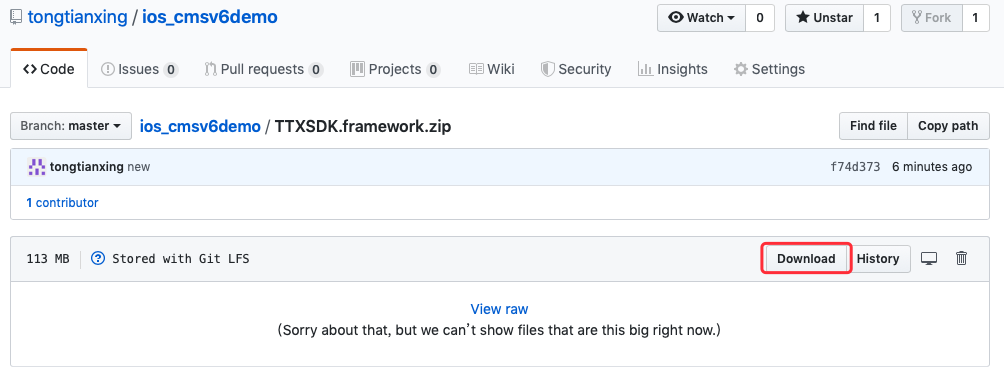 tongtianxing / ios_cmsv6demo Watch 0 Unstar 1 Fork 1
Code Issues 0 Pull requests 0 Projects 0 Wiki Security Insights Settings
Branch: master ios_cmsv6demo / TTXSDK.framework.zip Find file Copy path
tongtianxing new f74d373 6 minutes ago
1 contributor
113 MB ? Stored with Git LFS Download History
View raw
(Sorry about that, but we can’t show files that are this big right now.)